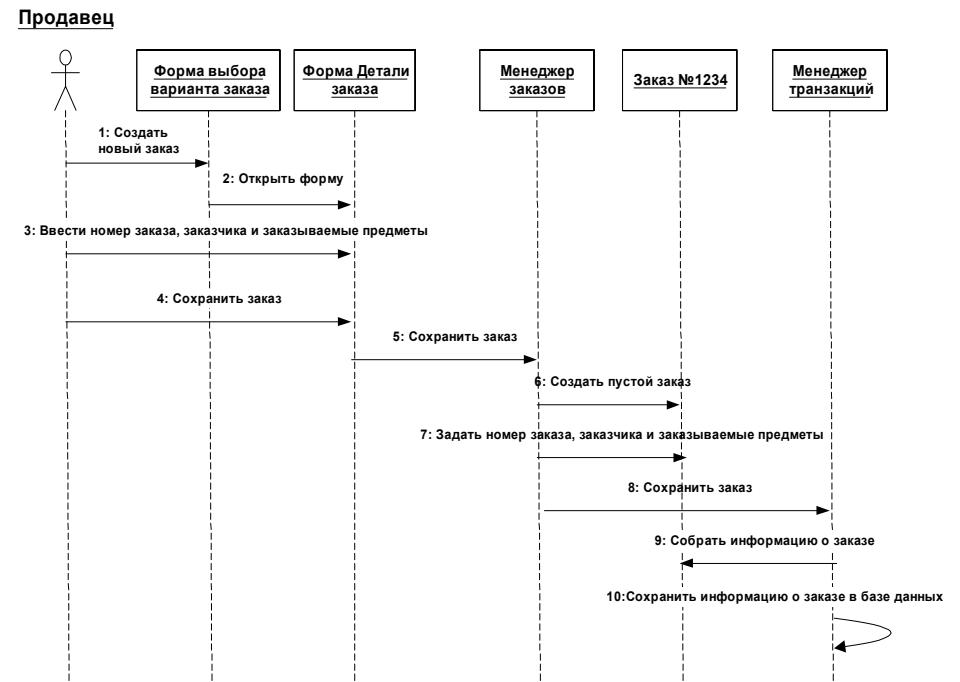 Продавец
Форма выбора
варианта заказа
Форма Детали
заказа
Менеджер
заказов
Заказ №1234
Менеджер
транзакций
1: Создать
новый заказ
2: Открыть форму
3: Ввести номер заказа, заказчика и заказываемые предметы
4: Сохранить заказ
5: Сохранить заказ
6: Создать пустой заказ
7: Задать номер заказа, заказчика и заказываемые предметы
8: Сохранить заказ
9: Собрать информацию о заказе
10:Сохранить информацию о заказе в базе данных